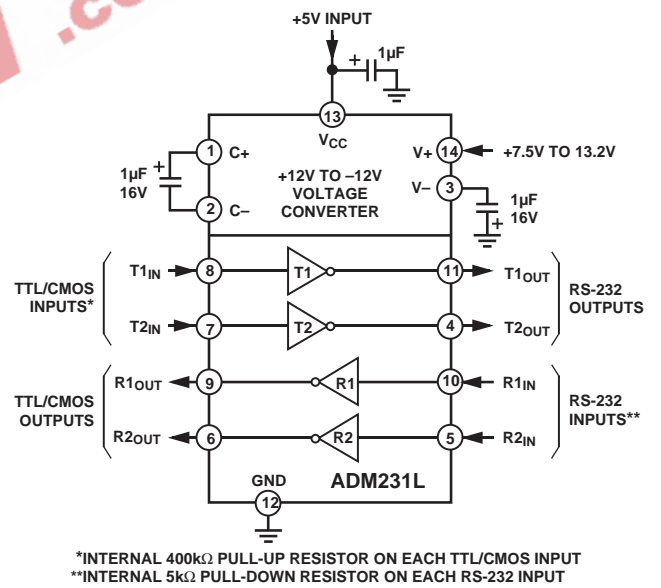 .co
+5V INPUT
+ 1µF
13
VCC
1 C+
V+ 14 +7.5V TO 13.2V
1µF
16V
+
+12V TO –12V
VOLTAGE
CONVERTER
2 C–
V– 3
1µF
16V
+
TTL/CMOS
INPUTS*
T1IN 8 T1 11 T1OUT
T2IN 7 T2 4 T2OUT
RS-232
OUTPUTS
TTL/CMOS
OUTPUTS
R1OUT 9 R1 10 R1IN
R2OUT 6 R2 5 R2IN
RS-232
INPUTS**
GND
12
ADM231L
*INTERNAL 400kΩ PULL-UP RESISTOR ON EACH TTL/CMOS INPUT
**INTERNAL 5kΩ PULL-DOWN RESISTOR ON EACH RS-232 INPUT